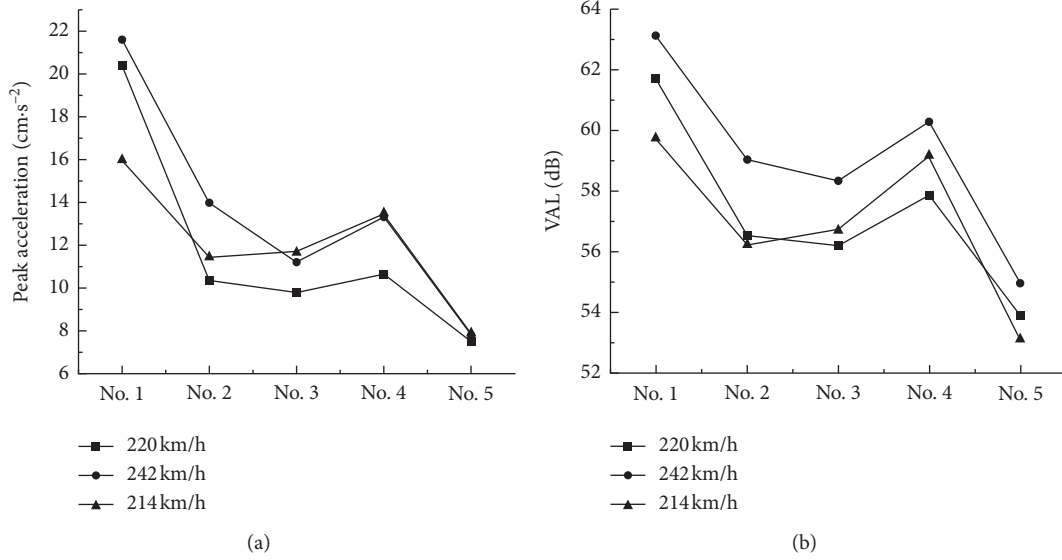 22
20
18
16
14
12
10
8
6
Peak acceleration (cm·s⁻²)
No. 1 No. 2 No. 3 No. 4 No. 5
220 km/h
242 km/h
214 km/h
(a)
64
62
60
58
56
54
52
VAL (dB)
No. 1 No. 2 No. 3 No. 4 No. 5
220 km/h
242 km/h
214 km/h
(b)